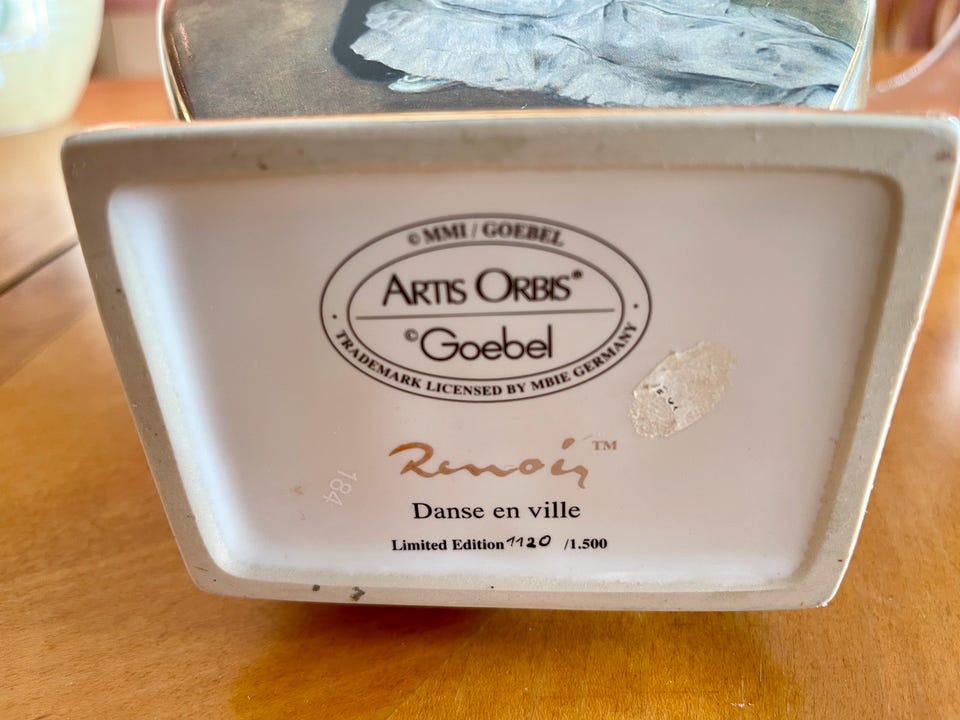 © MMI / GOEBEL
ARTIS ORBIS®
© Goebel
· TRADEMARK LICENSED BY MBIE GERMANY ·
Renoir™
184
Danse en ville
Limited Edition 1120 /1.500